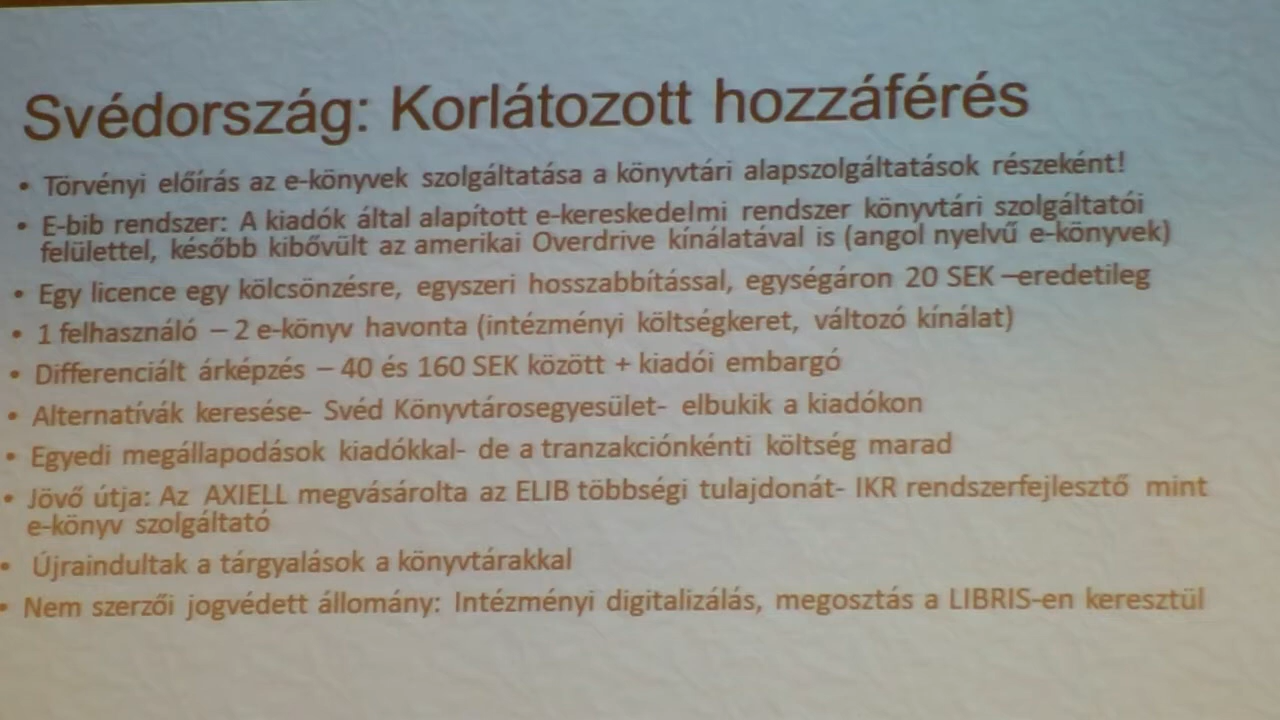 Svédország: Korlátozott hozzáférés
• Törvényi előírás az e-könyvek szolgáltatása a könyvtári alapszolgáltatások részeként!
• E-bib rendszer: A kiadók által alapított e-kereskedelmi rendszer könyvtári szolgáltatói
felülettel, később kibővült az amerikai Overdrive kínálatával is (angol nyelvű e-könyvek)
• Egy licence egy kölcsönzésre, egyszeri hosszabbítással, egységáron 20 SEK –eredetileg
• 1 felhasználó – 2 e-könyv havonta (intézményi költségkeret, változó kínálat)
• Differenciált árképzés – 40 és 160 SEK között + kiadói embargó
• Alternatívák keresése- Svéd Könyvtárosegyesület- elbukik a kiadókon
• Egyedi megállapodások kiadókkal- de a tranzakciónkénti költség marad
• Jövő útja: Az AXIELL megvásárolta az ELIB többségi tulajdonát- IKR rendszerfejlesztő mint
e-könyv szolgáltató
• Újraindultak a tárgyalások a könyvtárakkal
• Nem szerzői jogvédett állomány: Intézményi digitalizálás, megosztás a LIBRIS-en keresztül